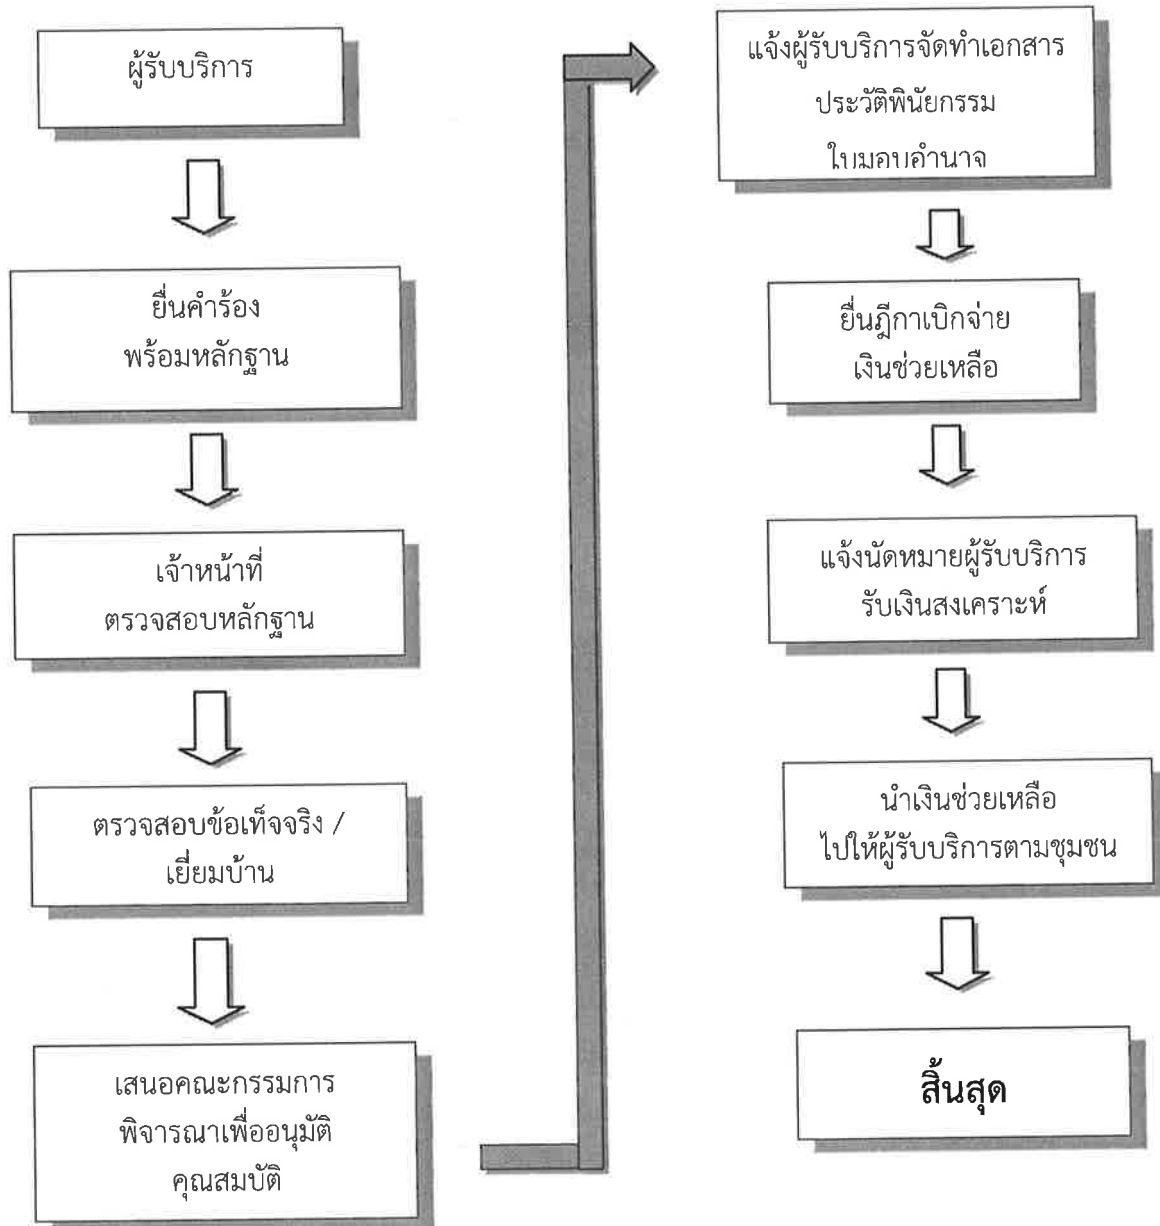 ผู้รับบริการ
ยื่นคำร้อง
พร้อมหลักฐาน
เจ้าหน้าที่
ตรวจสอบหลักฐาน
ตรวจสอบข้อเท็จจริง /
เยี่ยมบ้าน
เสนอคณะกรรมการ
พิจารณาเพื่ออนุมัติ
คุณสมบัติ
แจ้งผู้รับบริการจัดทำเอกสาร
ประวัติพินัยกรรม
ใบมอบอำนาจ
ยื่นฎีกาเบิกจ่าย
เงินช่วยเหลือ
แจ้งนัดหมายผู้รับบริการ
รับเงินสงเคราะห์
นำเงินช่วยเหลือ
ไปให้ผู้รับบริการตามชุมชน
สิ้นสุด